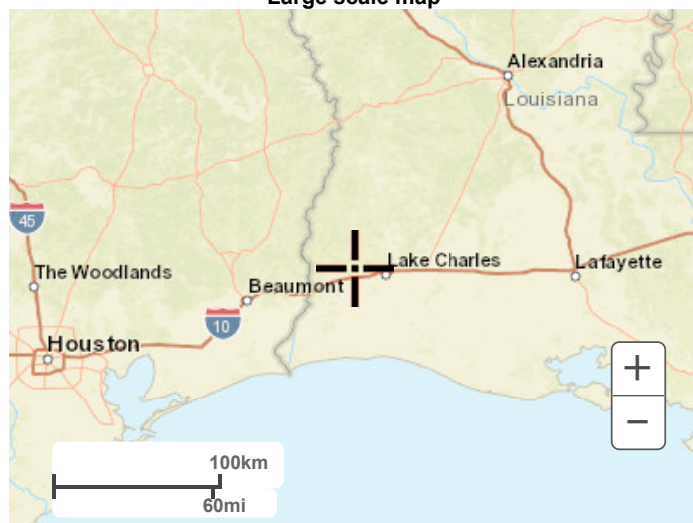 Large scale map
Alexandria
Louisiana
45
The Woodlands
Lake Charles
Lafayette
Beaumont
10
Houston
+
−
100km
60mi